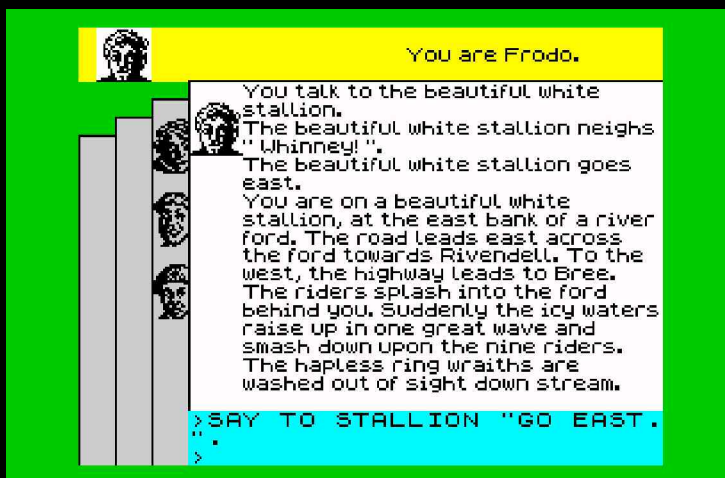 You are Frodo.
You talk to the beautiful white
stallion.
The beautiful white stallion neighs
" Whinney! ".
The beautiful white stallion goes
east.
You are on a beautiful white
stallion, at the east bank of a river
ford. The road leads east across
the ford towards Rivendell. To the
west, the highway leads to Bree.
The riders splash into the ford
behind you. Suddenly the icy waters
raise up in one great wave and
smash down upon the nine riders.
The hapless ring wraiths are
washed out of sight down stream.
>SAY TO STALLION "GO EAST.
".
>